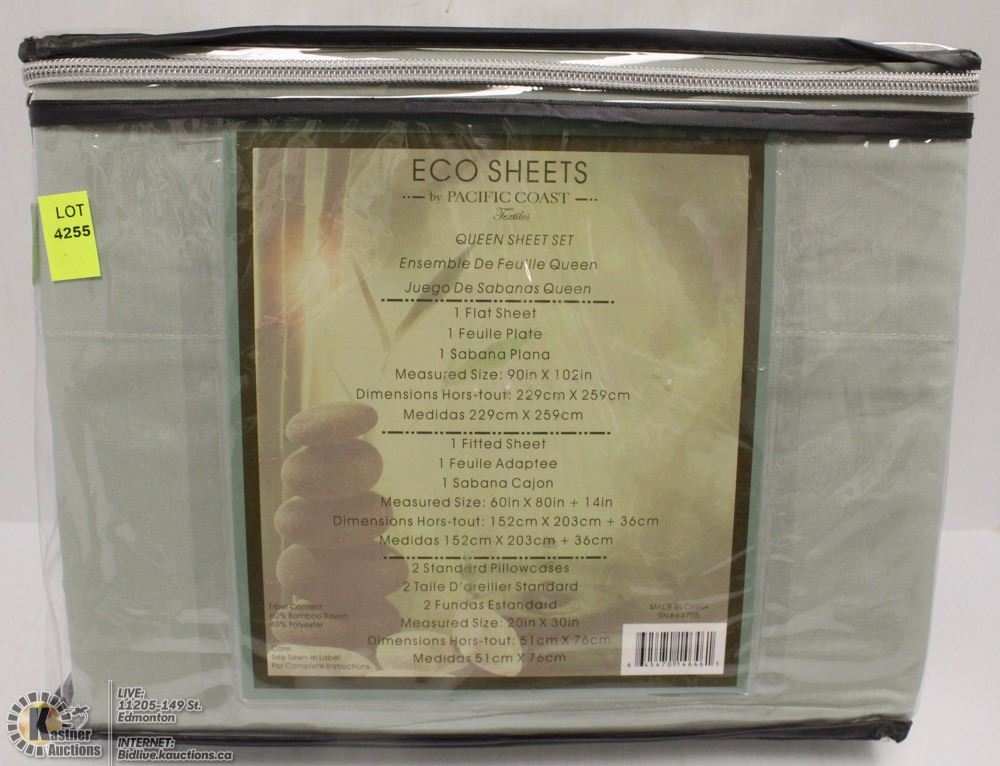 ECO SHEETS
by PACIFIC COAST
Textiles
QUEEN SHEET SET
Ensemble De Feuille Queen
Juego De Sabanas Queen
1 Flat Sheet
1 Feuile Plate
1 Sabana Plana
Measured Size: 90in X 102in
Dimensions Hors-tout: 229cm X 259cm
Medidas 229cm X 259cm
1 Fitted Sheet
1 Feuile Adaptee
1 Sabana Cajon
Measured Size: 60in X 80in + 14in
Dimensions Hors-tout: 152cm X 203cm + 36cm
Medidas 152cm X 203cm + 36cm
2 Standard Pillowcases
2 Taile D'oreiller Standard
2 Fundas Estandard
Measured Size: 20in X 30in
Dimensions Hors-tout: 51cm X 76cm
Medidas 51cm X 76cm
Fiber Content:
60% Bamboo Rayon
40% Polyester
Care:
See Sewn-in Label
For Complete Instructions
MADE IN CHINA
LOT
4255
Kastner
Auctions
LIVE:
11205-149 St.
Edmonton
INTERNET:
Bidlive.kauctions.ca